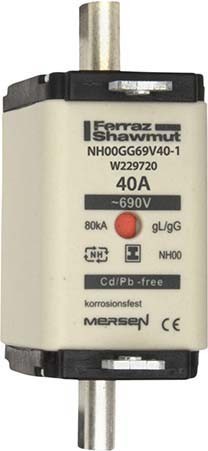 Ferraz
Shawmut
NH00GG69V40-1
W229720
40A
~690V
80kA gL/gG
NH NH00
Cd/Pb -free
korrosionsfest
MERSEN CE